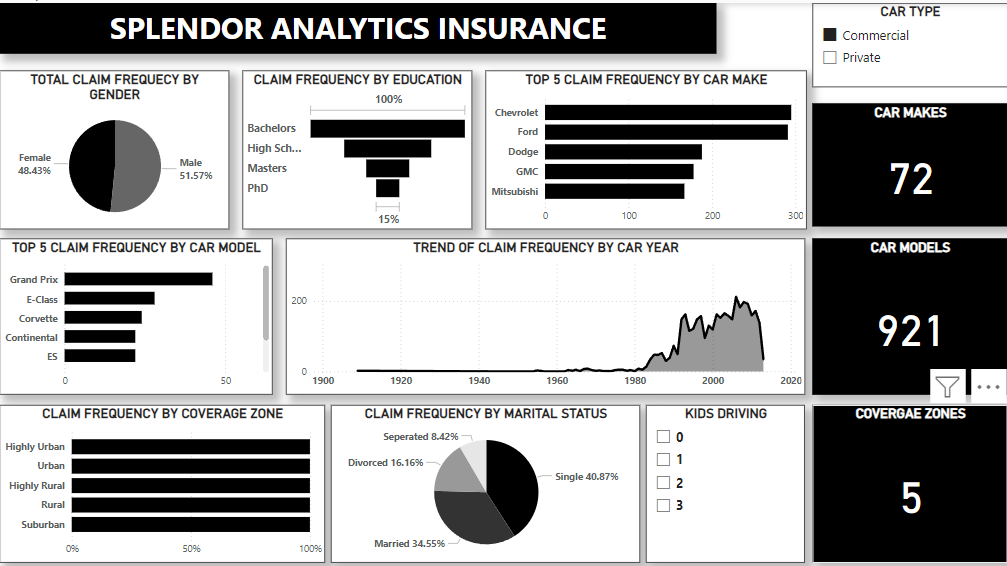 SPLENDOR ANALYTICS INSURANCE
CAR TYPE
Commercial
Private
TOTAL CLAIM FREQUECY BY
GENDER
Female
48.43%
Male
51.57%
CLAIM FREQUENCY BY EDUCATION
100%
Bachelors
High Sch...
Masters
PhD
15%
TOP 5 CLAIM FREQUENCY BY CAR MAKE
Chevrolet
Ford
Dodge
GMC
Mitsubishi
0 100 200 300
CAR MAKES
72
TOP 5 CLAIM FREQUENCY BY CAR MODEL
Grand Prix
E-Class
Corvette
Continental
ES
0 50
TREND OF CLAIM FREQUENCY BY CAR YEAR
200
0
1900 1920 1940 1960 1980 2000 2020
CAR MODELS
921
CLAIM FREQUENCY BY COVERAGE ZONE
Highly Urban
Urban
Highly Rural
Rural
Suburban
0% 50% 100%
CLAIM FREQUENCY BY MARITAL STATUS
Seperated 8.42%
Divorced 16.16%
Single 40.87%
Married 34.55%
KIDS DRIVING
0
1
2
3
COVERGAE ZONES
5